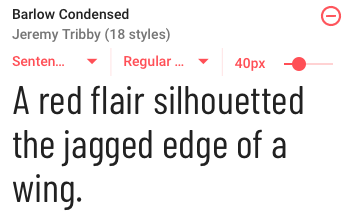 Barlow Condensed
Jeremy Tribby (18 styles)
Senten... Regular ... 40px
A red flair silhouetted
the jagged edge of a
wing.